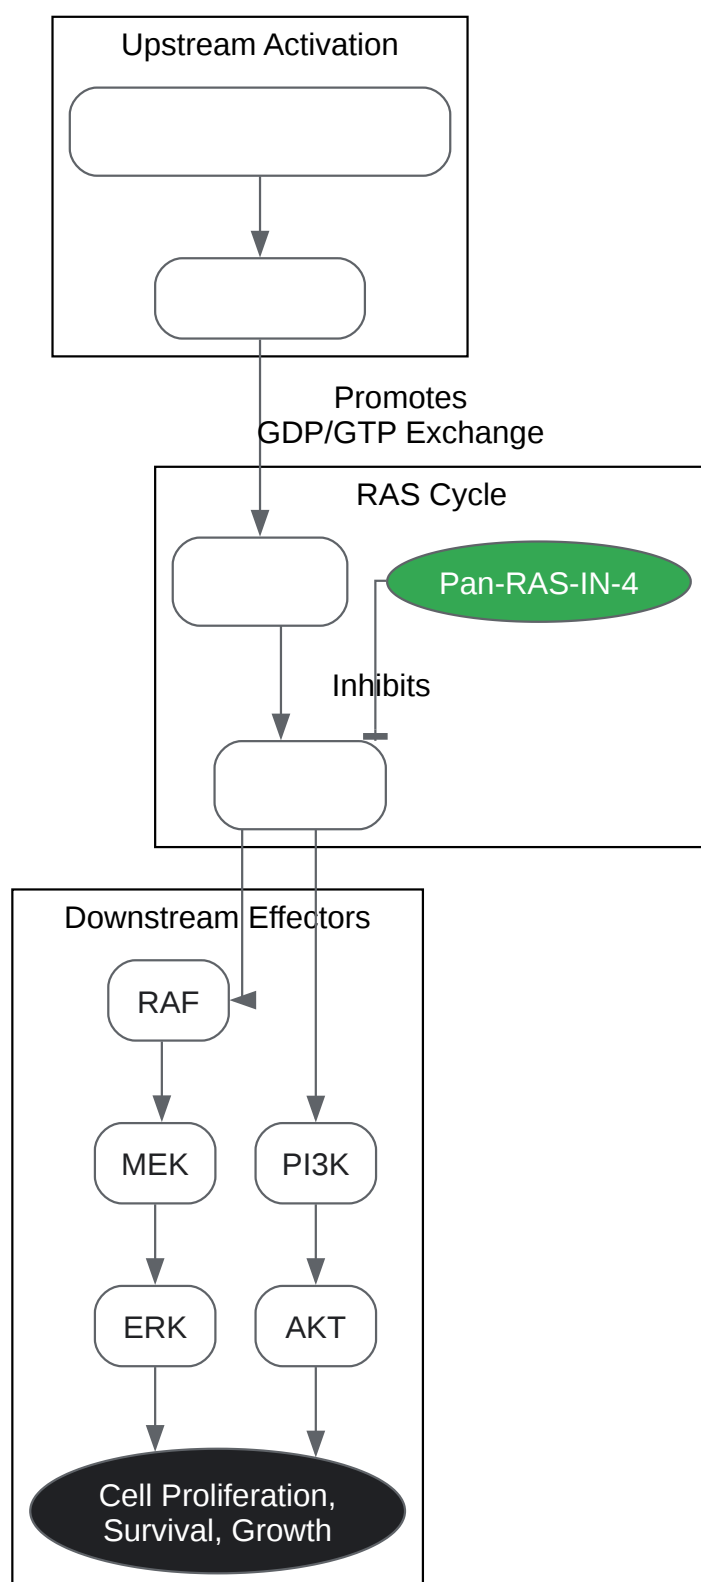 Upstream Activation
Promotes
GDP/GTP Exchange
RAS Cycle
Pan-RAS-IN-4
Inhibits
Downstream Effectors
RAF
MEK
PI3K
ERK
AKT
Cell Proliferation,
Survival, Growth